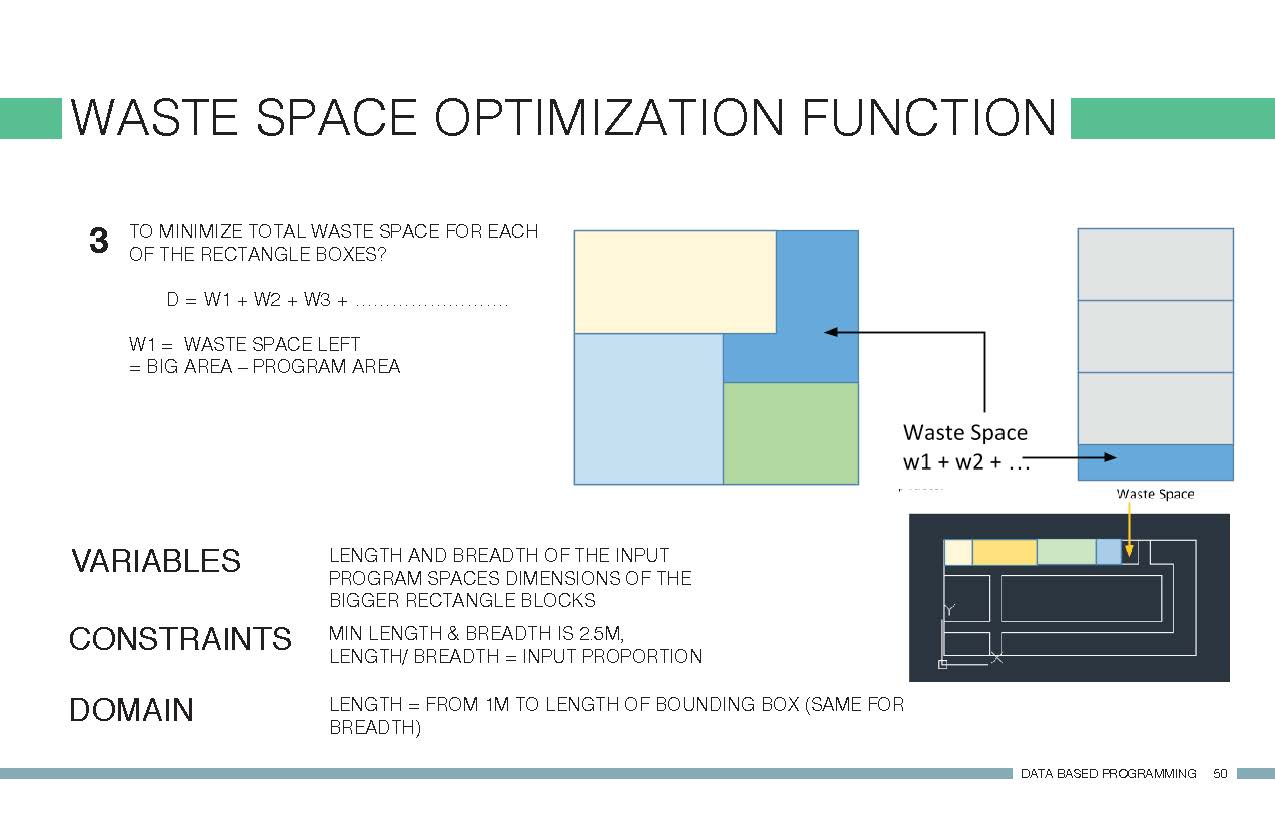 WASTE SPACE OPTIMIZATION FUNCTION
3
TO MINIMIZE TOTAL WASTE SPACE FOR EACH
OF THE RECTANGLE BOXES?
D = W1 + W2 + W3 + ……………………
W1 = WASTE SPACE LEFT
= BIG AREA – PROGRAM AREA
Waste Space
w1 + w2 + …
Waste Space
Y
X
VARIABLES
LENGTH AND BREADTH OF THE INPUT
PROGRAM SPACES DIMENSIONS OF THE
BIGGER RECTANGLE BLOCKS
CONSTRAINTS
MIN LENGTH & BREADTH IS 2.5M,
LENGTH/ BREADTH = INPUT PROPORTION
DOMAIN
LENGTH = FROM 1M TO LENGTH OF BOUNDING BOX (SAME FOR
BREADTH)
DATA BASED PROGRAMMING 50